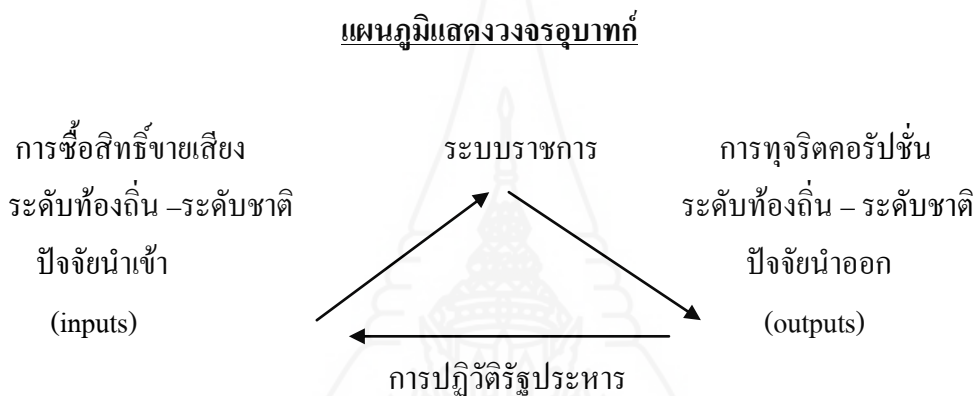 แผนภูมิแสดงวงจรอุบาทก์
การซื้อสิทธิ์ขายเสียง
ระดับท้องถิ่น –ระดับชาติ
ปัจจัยนำเข้า
(inputs)
ระบบราชการ
การทุจริตคอรัปชั่น
ระดับท้องถิ่น – ระดับชาติ
ปัจจัยนำออก
(outputs)
การปฏิวัติรัฐประหาร